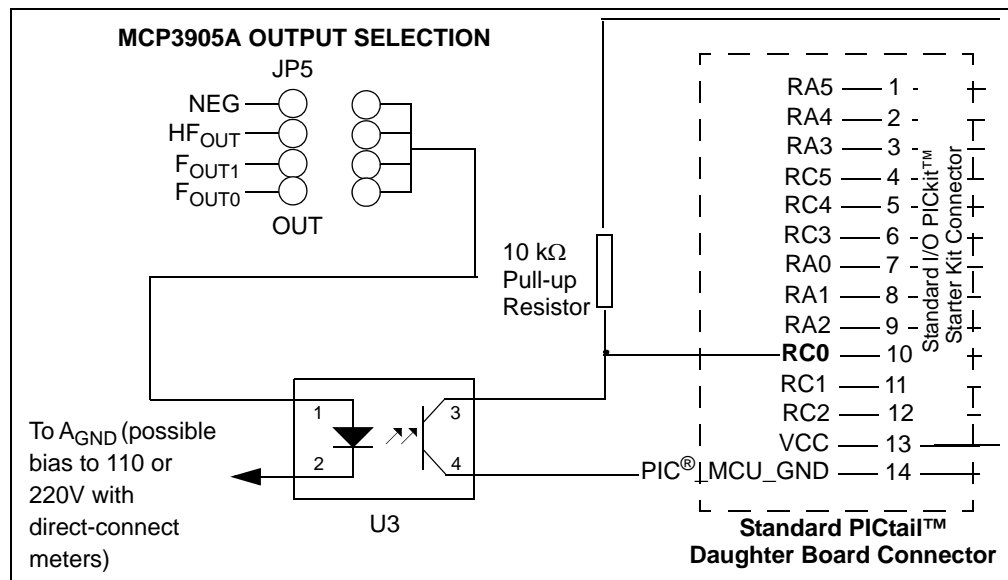 MCP3905A OUTPUT SELECTION
JP5
NEG
HFOUT
FOUT1
FOUT0
OUT
10 kΩ
Pull-up
Resistor
RA5 1
RA4 2
RA3 3
RC5 4
RC4 5
RC3 6
RA0 7
RA1 8
RA2 9
RC0 10
RC1 11
RC2 12
VCC 13
PIC®_MCU_GND 14
Standard I/O PICkit™
Starter Kit Connector
1
2
3
4
U3
To AGND (possible
bias to 110 or
220V with
direct-connect
meters)
Standard PICtail™
Daughter Board Connector